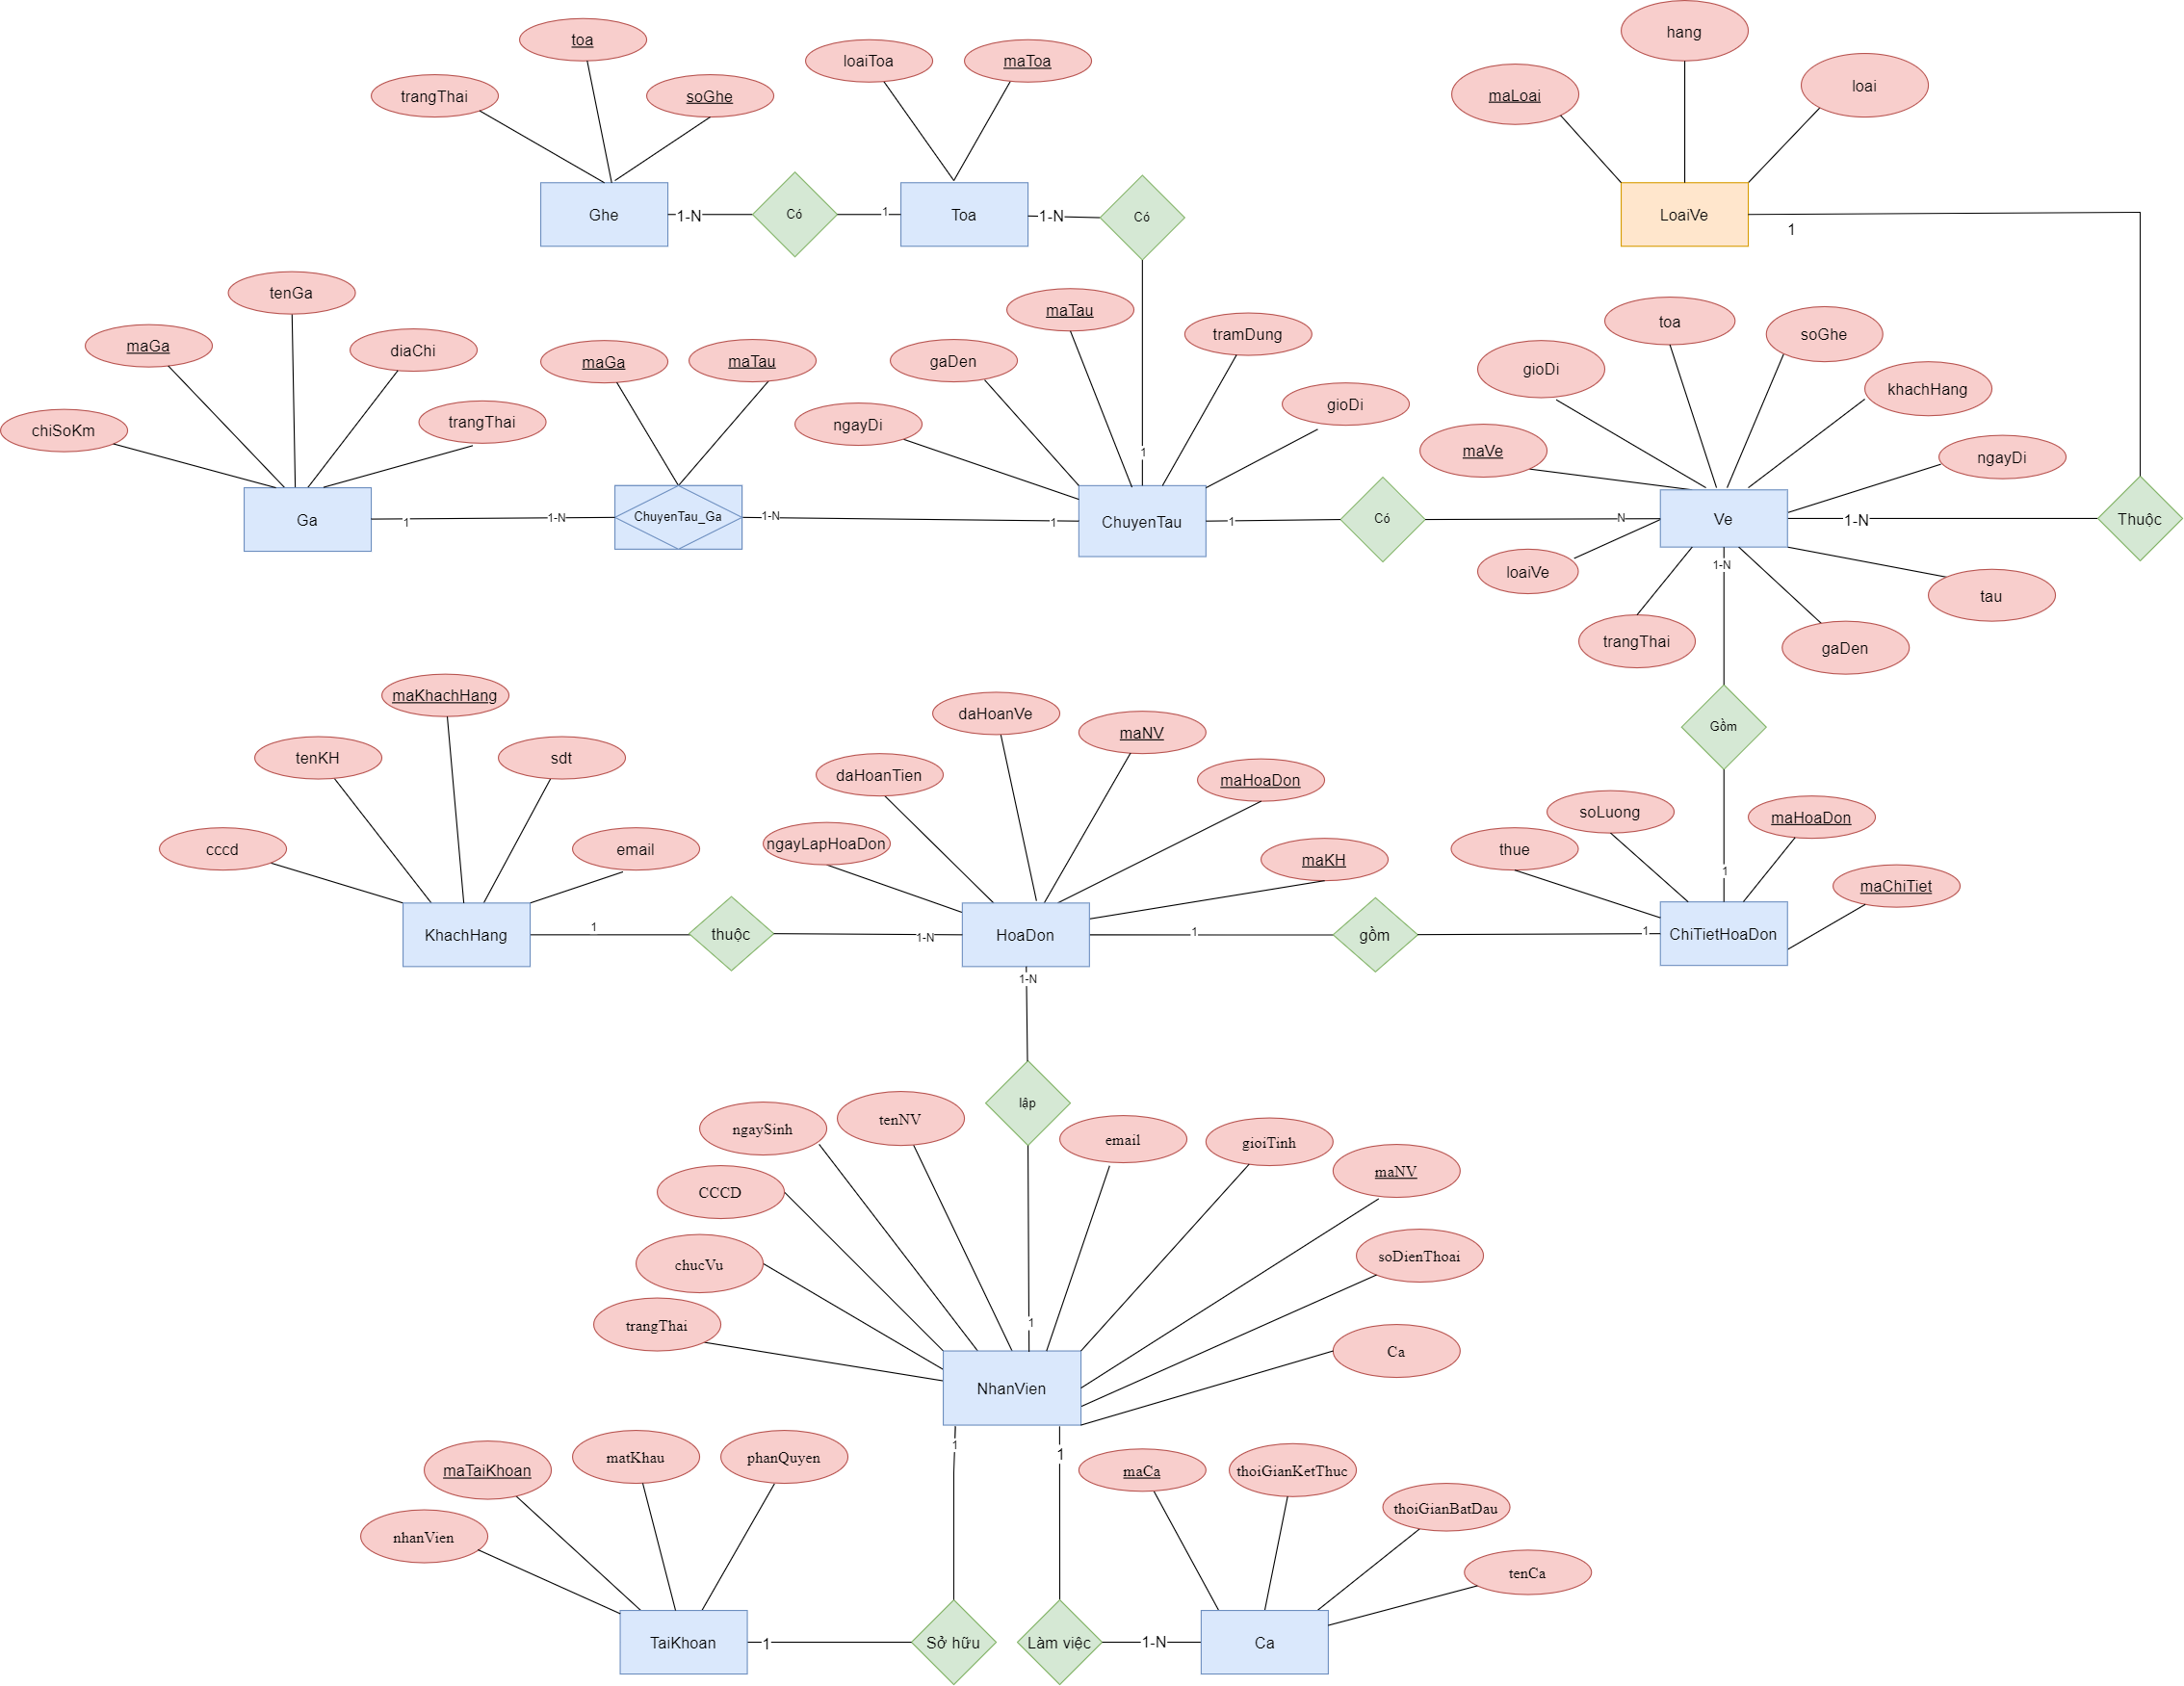 hang
toa
loaiToa
maToa
loai
trangThai
soGhe
maLoai
Ghe
1-N
Có
1
Toa
1-N
Có
LoaiVe
1
tenGa
maTau
tramDung
toa
soGhe
maGa
diaChi
maGa
maTau
gaDen
gioDi
khachHang
chiSoKm
trangThai
ngayDi
gioDi
1
maVe
ngayDi
Ga
1
1-N
ChuyenTau_Ga
1-N
1
ChuyenTau
1
Có
N
Ve
1-N
Thuộc
1-N
loaiVe
tau
trangThai
gaDen
maKhachHang
daHoanVe
maNV
Gồm
tenKH
sdt
daHoanTien
maHoaDon
soLuong
maHoaDon
cccd
email
ngayLapHoaDon
maKH
thue
1
maChiTiet
KhachHang
1
thuộc
1-N
HoaDon
1
gồm
1
ChiTietHoaDon
1-N
lập
ngaySinh
tenNV
email
gioiTinh
maNV
CCCD
soDienThoai
chucVu
trangThai
1
Ca
NhanVien
1
1
maTaiKhoan
matKhau
phanQuyen
maCa
thoiGianKetThuc
thoiGianBatDau
nhanVien
tenCa
TaiKhoan
1
Sở hữu
Làm việc
1-N
Ca